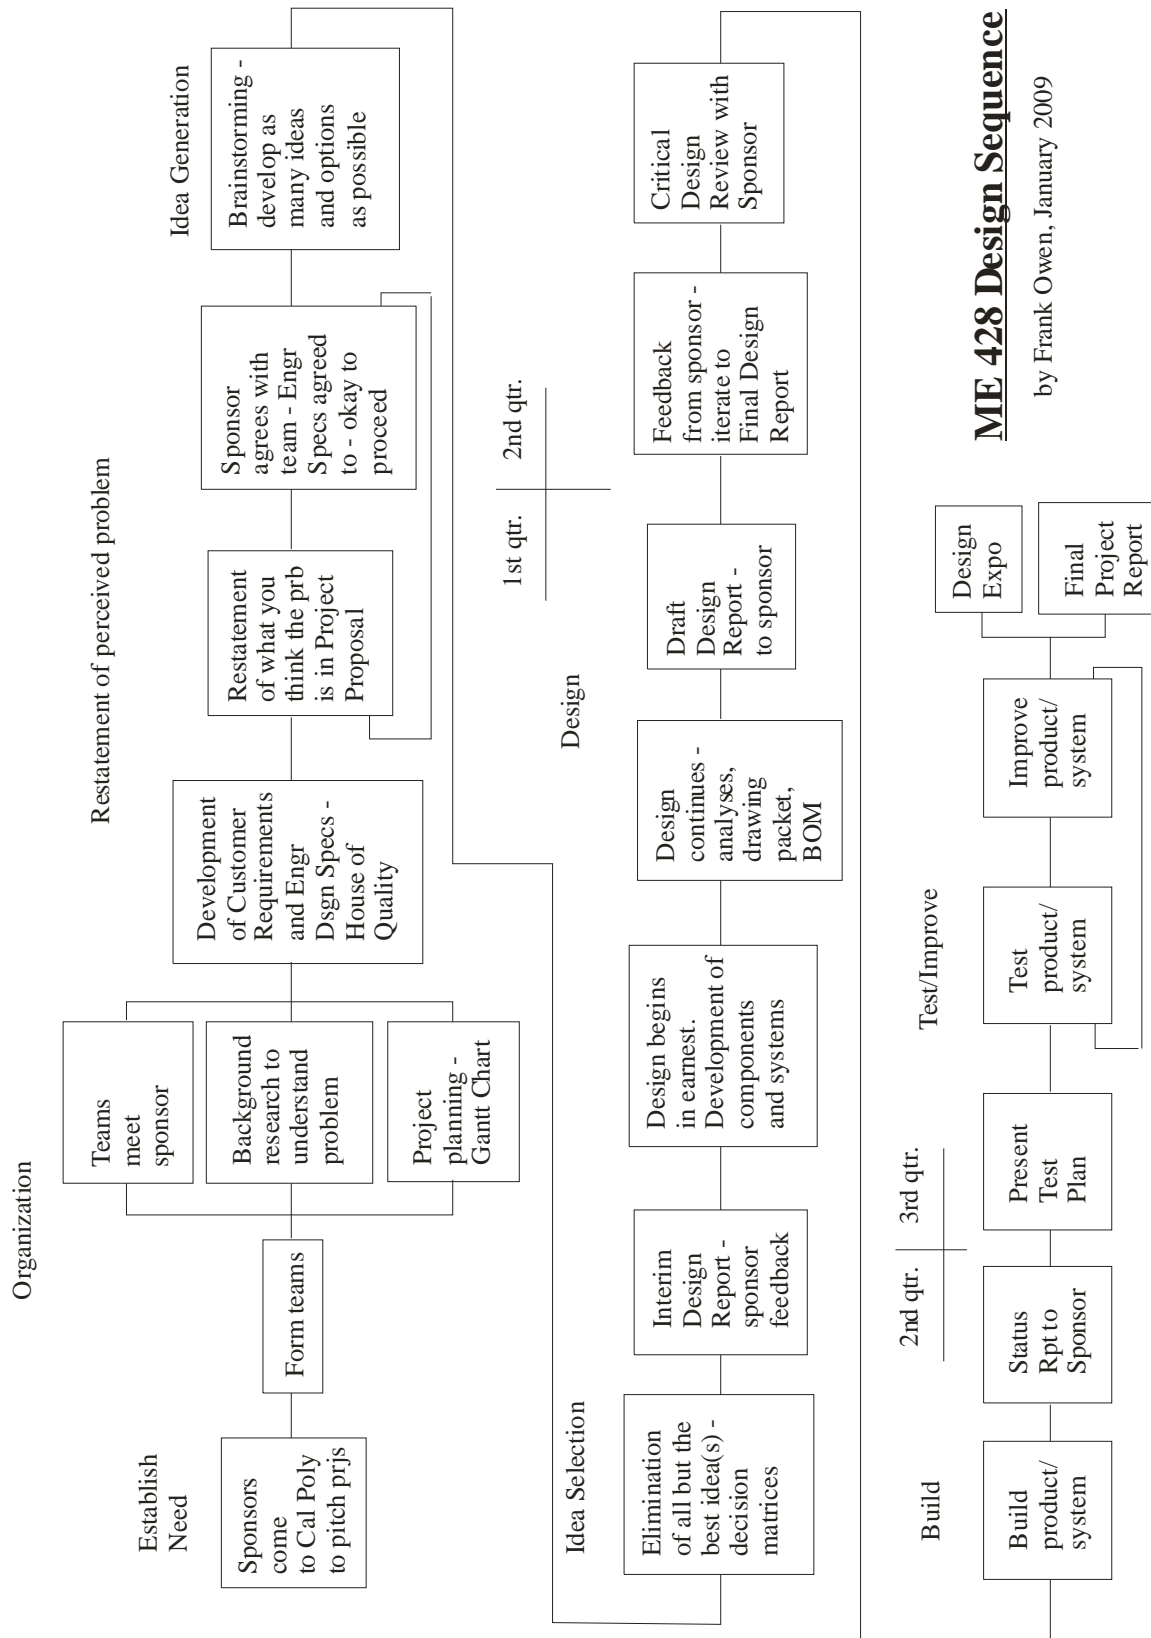 Establish
Need
Sponsors
come
to Cal Poly
to pitch prjs
Organization
Form teams
Teams
meet
sponsor
Background
research to
understand
problem
Project
planning -
Gantt Chart
Restatement of perceived problem
Development
of Customer
Requirements
and Engr
Dsgn Specs -
House of
Quality
Restatement
of what you
think the prb
is in Project
Proposal
Sponsor
agrees with
team - Engr
Specs agreed
to - okay to
proceed
Idea Generation
Brainstorming -
develop as
many ideas
and options
as possible
Idea Selection
Elimination
of all but the
best idea(s) -
decision
matrices
Interim
Design
Report -
sponsor
feedback
Design
Design begins
in earnest.
Development of
components
and systems
Design
continues -
analyses,
drawing
packet,
BOM
Draft
Design
Report -
to sponsor
1st qtr.
2nd qtr.
Feedback
from sponsor -
iterate to
Final Design
Report
Critical
Design
Review with
Sponsor
Build
Build
product/
system
Status
Rpt to
Sponsor
2nd qtr.
3rd qtr.
Present
Test
Plan
Test/Improve
Test
product/
system
Improve
product/
system
Design
Expo
Final
Project
Report
ME 428 Design Sequence
by Frank Owen, January 2009